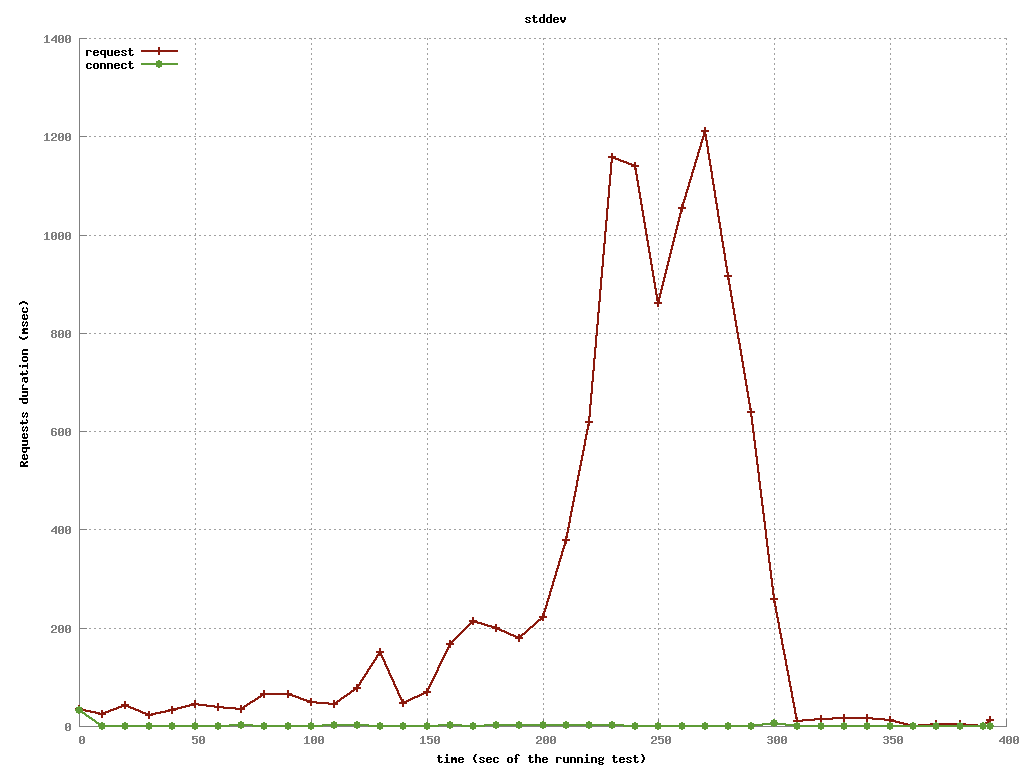 stddev
request
connect
1400
1200
1000
800
600
400
200
0
Requests duration (msec)
0 50 100 150 200 250 300 350 400
time (sec of the running test)